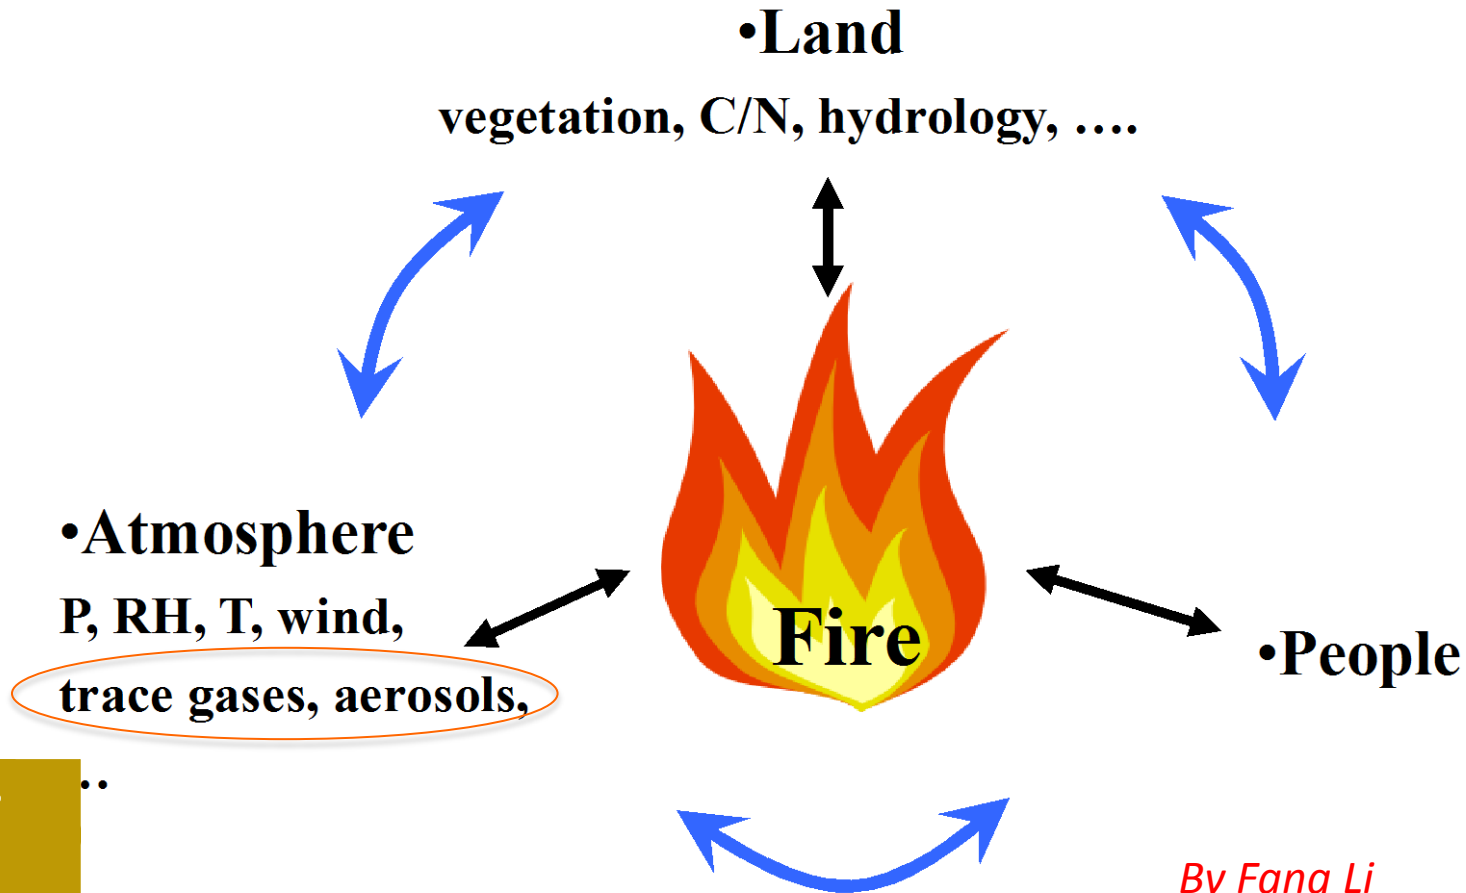 •Land
vegetation, C/N, hydrology, ....
•Atmosphere
P, RH, T, wind,
trace gases, aerosols,
..
Fire
•People
By Fang Li